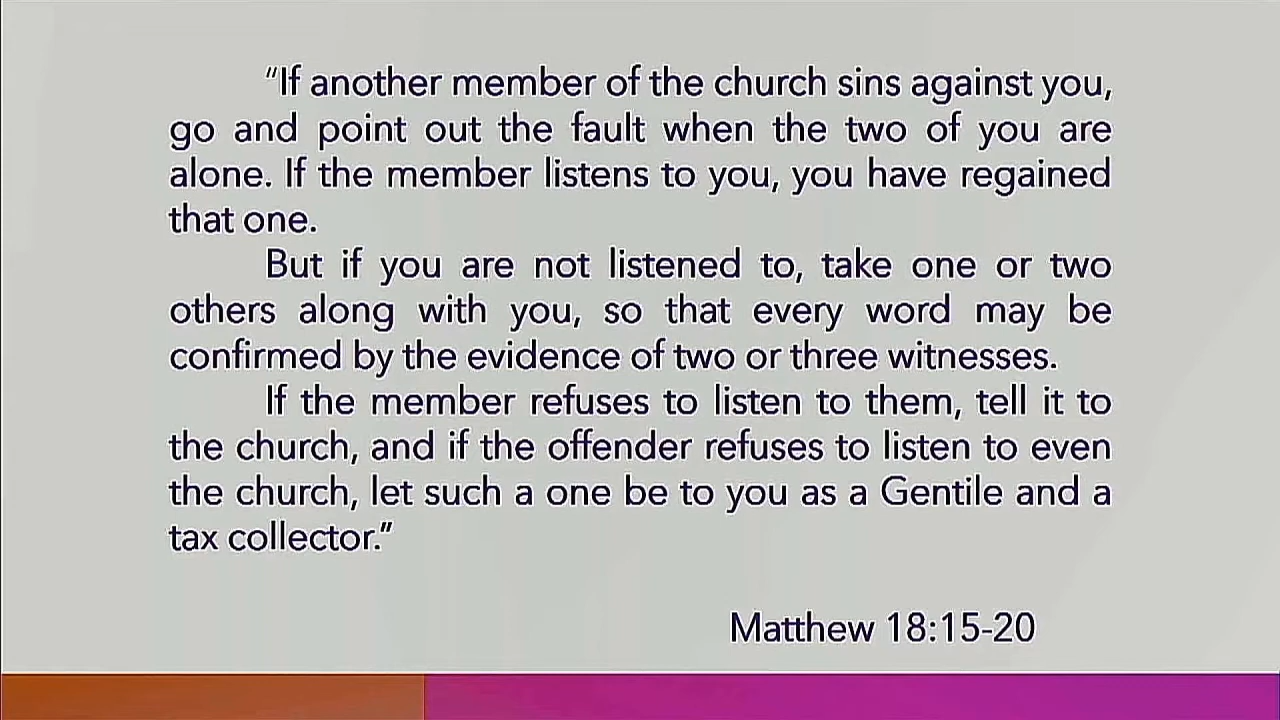 “If another member of the church sins against you,
go and point out the fault when the two of you are
alone. If the member listens to you, you have regained
that one.
But if you are not listened to, take one or two
others along with you, so that every word may be
confirmed by the evidence of two or three witnesses.
If the member refuses to listen to them, tell it to
the church, and if the offender refuses to listen to even
the church, let such a one be to you as a Gentile and a
tax collector.”
Matthew 18:15-20